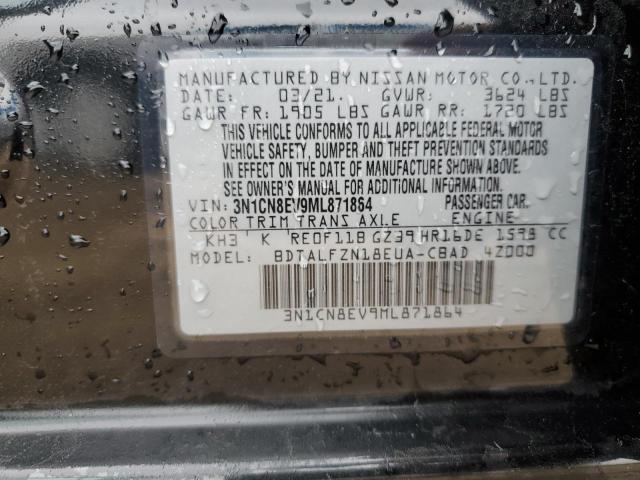 MANUFACTURED BY NISSAN MOTOR CO., LTD.
DATE: 03/21. GVWR: 3624 LBS
GAWR FR: 1905 LBS GAWR RR: 1720 LBS
THIS VEHICLE CONFORMS TO ALL APPLICABLE FEDERAL MOTOR
VEHICLE SAFETY, BUMPER AND THEFT PREVENTION STANDARDS
IN EFFECT ON THE DATE OF MANUFACTURE SHOWN ABOVE.
SEE OWNER'S MANUAL FOR ADDITIONAL INFORMATION.
VIN: 3N1CN8EV9ML871864 PASSENGER CAR
COLOR TRIM TRANS AXLE ENGINE
KH3 K RE0F11B GZ39 HR16DE 1598 CC
MODEL: BDTALFZN18EUA-CBAD 4Z000
3N1CN8EV9ML871864